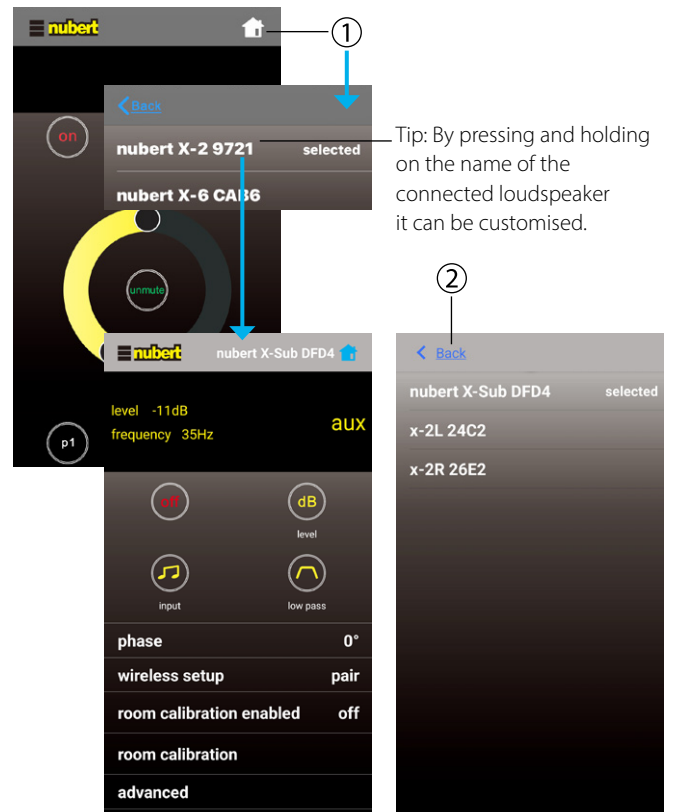 nubert
1
Back
on
nubert X-2 9721 selected
nubert X-6 CAB6
Tip: By pressing and holding
on the name of the
connected loudspeaker
it can be customised.
unmute
p1
nubert nubert X-Sub DFD4
level -11dB
frequency 35Hz
aux
off
dB
level
input
low pass
phase 0°
wireless setup pair
room calibration enabled off
room calibration
advanced
2
Back
nubert X-Sub DFD4 selected
x-2L 24C2
x-2R 26E2